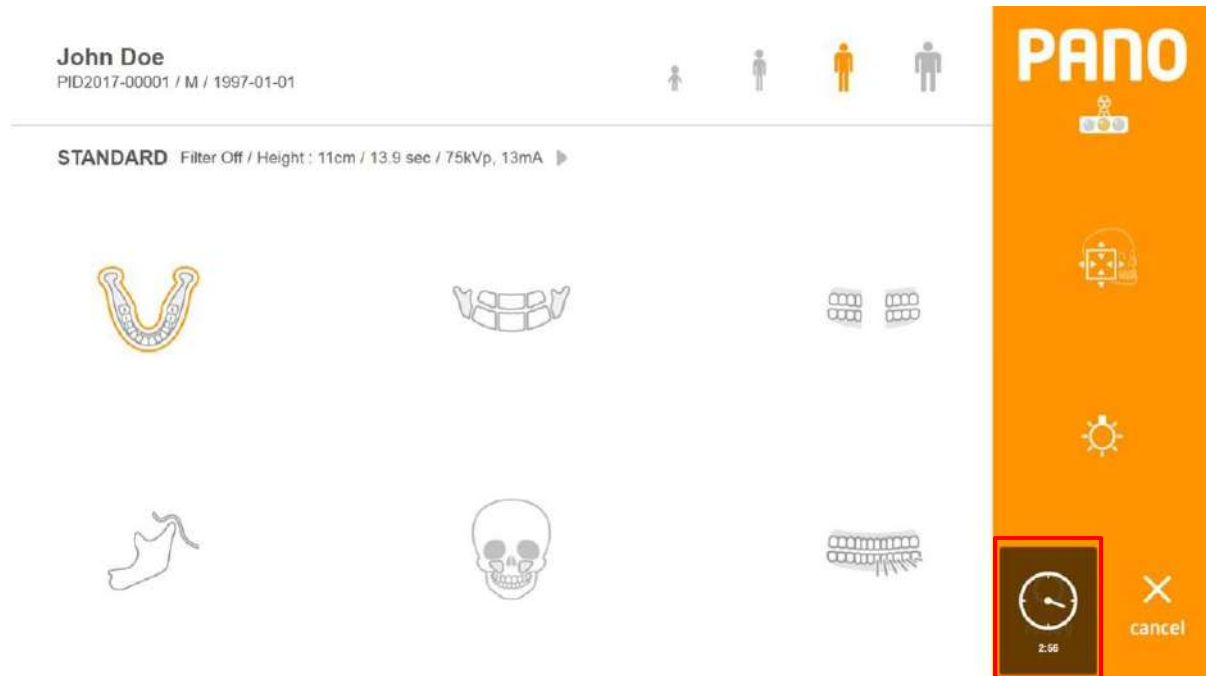 John Doe
PID2017-00001 / M / 1997-01-01
PANO
STANDARD Filter Off / Height : 11cm / 13.9 sec / 75kVp, 13mA
2:56
cancel